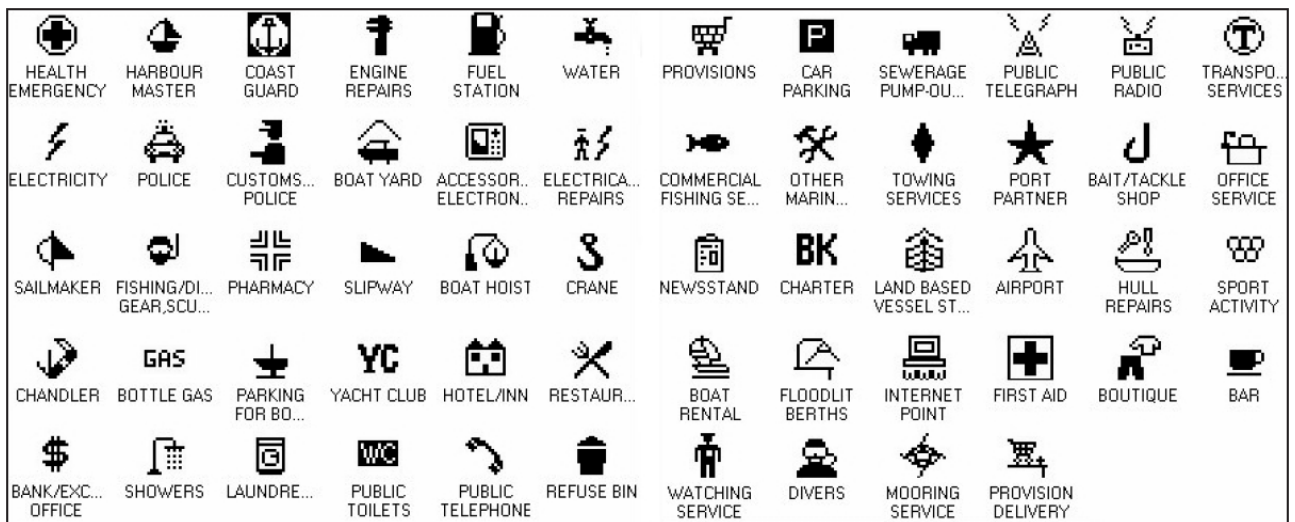 P
T
HEALTH EMERGENCY
HARBOUR MASTER
COAST GUARD
ENGINE REPAIRS
FUEL STATION
WATER
PROVISIONS
CAR PARKING
SEWERAGE PUMP-OU...
PUBLIC TELEGRAPH
PUBLIC RADIO
TRANSPO... SERVICES
ELECTRICITY
POLICE
CUSTOMS... POLICE
BOAT YARD
ACCESSOR... ELECTRON...
ELECTRICA... REPAIRS
COMMERCIAL FISHING SE...
OTHER MARIN...
TOWING SERVICES
PORT PARTNER
BAIT/TACKLE SHOP
OFFICE SERVICE
BK
SAILMAKER
FISHING/DI... GEAR,SCU...
PHARMACY
SLIPWAY
BOAT HOIST
CRANE
NEWSSTAND
CHARTER
LAND BASED VESSEL ST...
AIRPORT
HULL REPAIRS
SPORT ACTIVITY
GAS
YC
CHANDLER
BOTTLE GAS
PARKING FOR BO...
YACHT CLUB
HOTEL/INN
RESTAUR...
BOAT RENTAL
FLOODLIT BERTHS
INTERNET POINT
FIRST AID
BOUTIQUE
BAR
$
WC
BANK/EXC... OFFICE
SHOWERS
LAUNDRE...
PUBLIC TOILETS
PUBLIC TELEPHONE
REFUSE BIN
WATCHING SERVICE
DIVERS
MOORING SERVICE
PROVISION DELIVERY